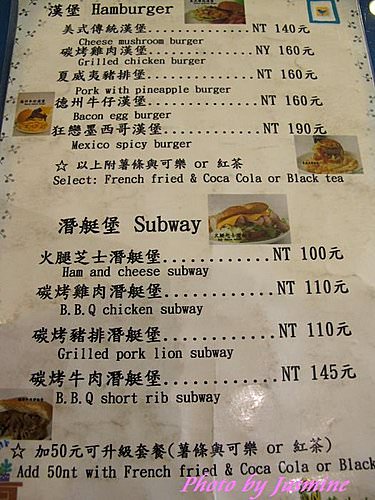 漢堡 Hamburger
美式傳統漢堡............NT 140元
Cheese mushroom burger
碳烤雞肉漢堡............NY 160元
Grilled chicken burger
夏威夷豬排堡............NT 160元
Pork with pineapple burger
德州牛仔漢堡............NT 160元
Bacon egg burger
狂戀墨西哥漢堡..........NT 190元
Mexico spicy burger
☆ 以上附薯條與可樂 or 紅茶
Select: French fried & Coca Cola or Black tea
潛艇堡 Subway
火腿芝士潛艇堡............NT 100元
Ham and cheese subway
碳烤雞肉潛艇堡............NT 110元
B.B.Q chicken subway
碳烤豬排潛艇堡............NT 110元
Grilled pork lion subway
碳烤牛肉潛艇堡............NT 145元
B.B.Q short rib subway
☆ 加50元可升級套餐(薯條與可樂 or 紅茶)
Add 50nt with French fried & Coca Cola or Black
Photo by Jasmine